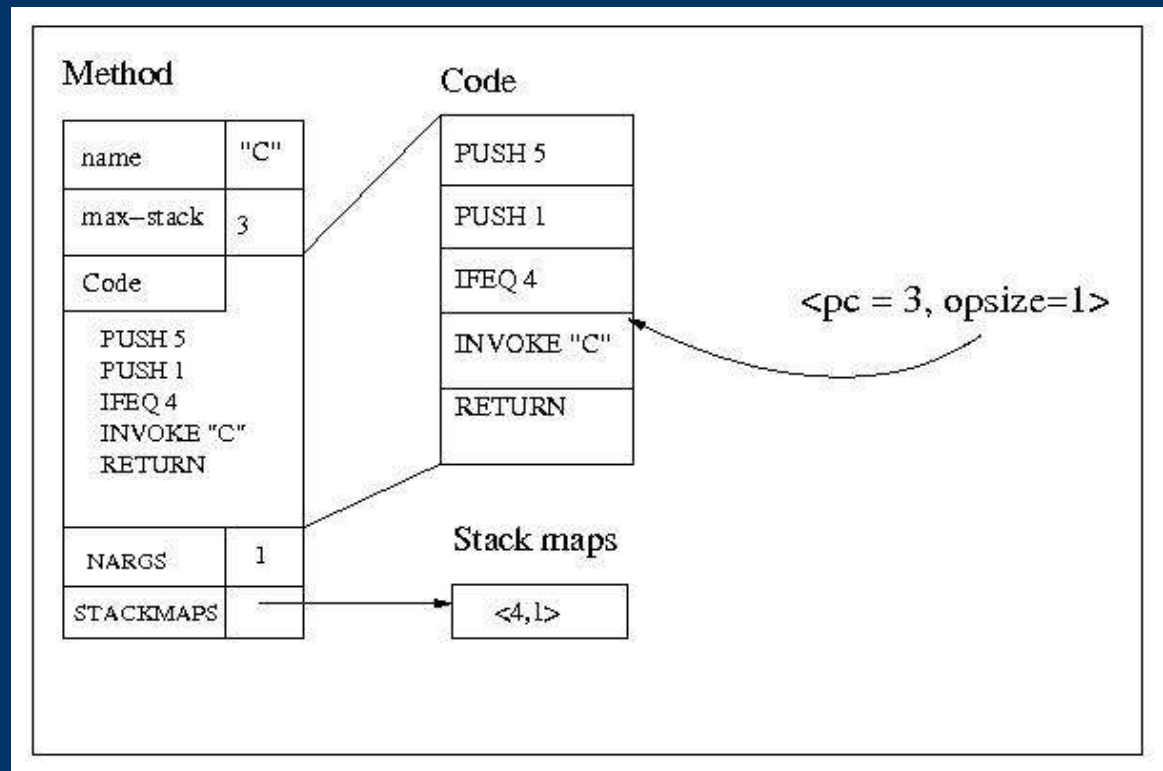 Method
name "C"
max-stack 3
Code
PUSH 5
PUSH 1
IFEQ 4
INVOKE "C"
RETURN
NARGS 1
STACKMAPS
Code
PUSH 5
PUSH 1
IFEQ 4
INVOKE "C"
RETURN
<pc = 3, opsize=1>
Stack maps
<4,1>